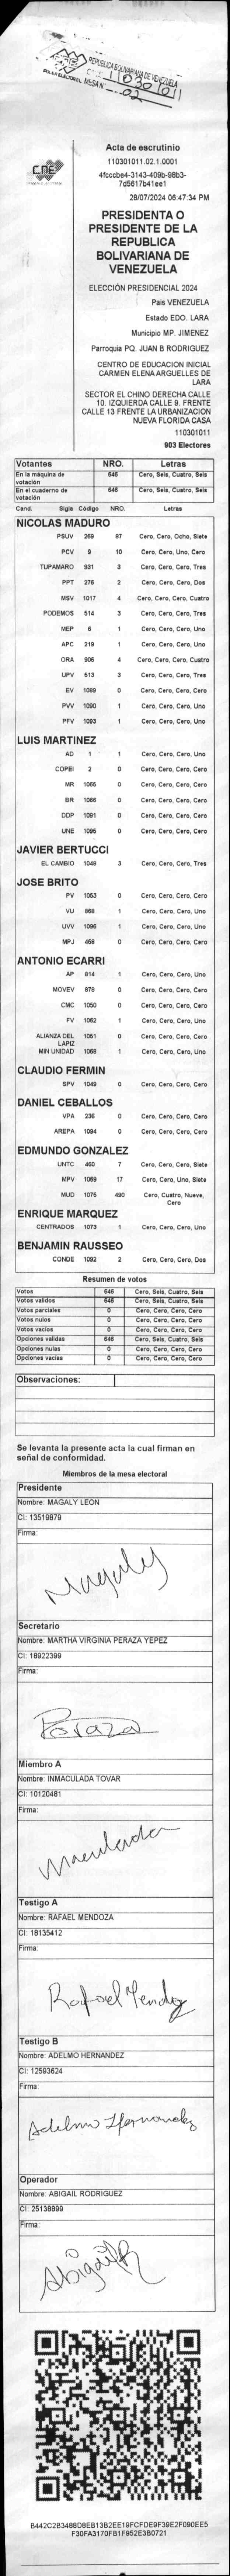 REPUBLICA BOLIVARIANA DE VENEZUELA
110301011
MESA Nº 02
CNE
Acta de escrutinio
110301011.02.1.0001
4fcccbe4-3143-409b-98b3-
7d5617b41ee1
28/07/2024 06:47:34 PM
PRESIDENTA O
PRESIDENTE DE LA
REPUBLICA
BOLIVARIANA DE
VENEZUELA
ELECCIÓN PRESIDENCIAL 2024
Pais VENEZUELA
Estado EDO. LARA
Municipio MP. JIMENEZ
Parroquia PQ. JUAN B RODRIGUEZ
CENTRO DE EDUCACION INICIAL
CARMEN ELENA ARGUELLES DE
LARA
SECTOR EL CHINO DERECHA CALLE
10. IZQUIERDA CALLE 9. FRENTE
CALLE 13 FRENTE LA URBANIZACION
NUEVA FLORIDA CASA
110301011
903 Electores
Votantes NRO. Letras
En la máquina de votación 646 Cero, Seis, Cuatro, Seis
En el cuaderno de votación 646 Cero, Seis, Cuatro, Seis
Cand. Sigla Código NRO. Letras
NICOLAS MADURO
PSUV 269 87 Cero, Cero, Ocho, Siete
PCV 9 10 Cero, Cero, Uno, Cero
TUPAMARO 931 3 Cero, Cero, Cero, Tres
PPT 276 2 Cero, Cero, Cero, Dos
MSV 1017 4 Cero, Cero, Cero, Cuatro
PODEMOS 514 3 Cero, Cero, Cero, Tres
MEP 6 1 Cero, Cero, Cero, Uno
APC 219 1 Cero, Cero, Cero, Uno
ORA 906 4 Cero, Cero, Cero, Cuatro
UPV 513 3 Cero, Cero, Cero, Tres
EV 1089 0 Cero, Cero, Cero, Cero
PVV 1090 1 Cero, Cero, Cero, Uno
PFV 1093 1 Cero, Cero, Cero, Uno
LUIS MARTINEZ
AD 1 1 Cero, Cero, Cero, Uno
COPEI 2 0 Cero, Cero, Cero, Cero
MR 1065 0 Cero, Cero, Cero, Cero
BR 1066 0 Cero, Cero, Cero, Cero
DDP 1091 0 Cero, Cero, Cero, Cero
UNE 1095 0 Cero, Cero, Cero, Cero
JAVIER BERTUCCI
EL CAMBIO 1048 3 Cero, Cero, Cero, Tres
JOSE BRITO
PV 1053 0 Cero, Cero, Cero, Cero
VU 868 1 Cero, Cero, Cero, Uno
UVV 1096 1 Cero, Cero, Cero, Uno
MPJ 458 0 Cero, Cero, Cero, Cero
ANTONIO ECARRI
AP 814 1 Cero, Cero, Cero, Uno
MOVEV 878 0 Cero, Cero, Cero, Cero
CMC 1050 0 Cero, Cero, Cero, Cero
FV 1062 1 Cero, Cero, Cero, Uno
ALIANZA DEL LAPIZ 1051 0 Cero, Cero, Cero, Cero
MIN UNIDAD 1068 1 Cero, Cero, Cero, Uno
CLAUDIO FERMIN
SPV 1049 0 Cero, Cero, Cero, Cero
DANIEL CEBALLOS
VPA 236 0 Cero, Cero, Cero, Cero
AREPA 1094 0 Cero, Cero, Cero, Cero
EDMUNDO GONZALEZ
UNTC 460 7 Cero, Cero, Cero, Siete
MPV 1069 17 Cero, Cero, Uno, Siete
MUD 1076 490 Cero, Cuatro, Nueve, Cero
ENRIQUE MARQUEZ
CENTRADOS 1073 1 Cero, Cero, Cero, Uno
BENJAMIN RAUSSEO
CONDE 1092 2 Cero, Cero, Cero, Dos
Resumen de votos
Votos 646 Cero, Seis, Cuatro, Seis
Votos validos 646 Cero, Seis, Cuatro, Seis
Votos parciales 0 Cero, Cero, Cero, Cero
Votos nulos 0 Cero, Cero, Cero, Cero
Votos vacios 0 Cero, Cero, Cero, Cero
Opciones validas 646 Cero, Seis, Cuatro, Seis
Opciones nulas 0 Cero, Cero, Cero, Cero
Opciones vacias 0 Cero, Cero, Cero, Cero
Observaciones:
Se levanta la presente acta la cual firman en
señal de conformidad.
Miembros de la mesa electoral
Presidente
Nombre: MAGALY LEON
CI: 13519879
Firma:
Magaly
Secretario
Nombre: MARTHA VIRGINIA PERAZA YEPEZ
CI: 16922399
Firma:
Peraza
Miembro A
Nombre: INMACULADA TOVAR
CI: 10120481
Firma:
Testigo A
Nombre: RAFAEL MENDOZA
CI: 18135412
Firma:
Rafael
Testigo B
Nombre: ADELMO HERNANDEZ
CI: 12593624
Firma:
Adelmo Hernandez
Operador
Nombre: ABIGAIL RODRIGUEZ
CI: 25138899
Firma:
Abigail R
B442C2B3488D8EB13B2EE19FCFDE9F39E2F090EE5
F30FA3170FB1F952E3B0721